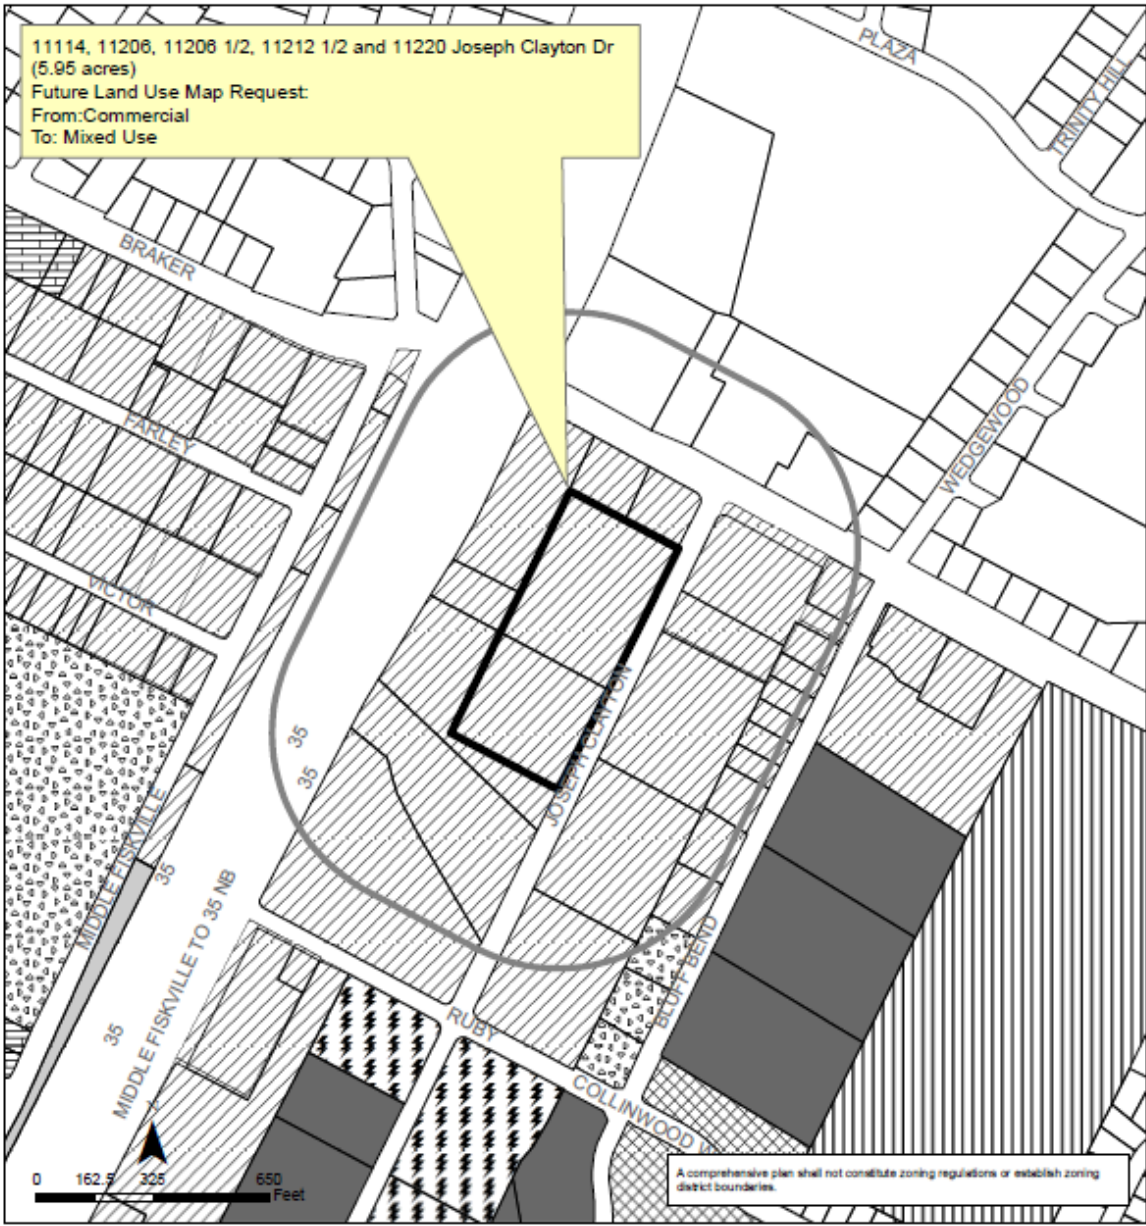 11114, 11206, 11206 1/2, 11212 1/2 and 11220 Joseph Clayton Dr
(5.95 acres)
Future Land Use Map Request:
From:Commercial
To: Mixed Use
PLAZA
TRINITY HILL
BRAKER
WEDGEWOOD
FARLEY
VICTOR
JOSEPH CLAYTON
35
35
MIDDLE FISKVILLE
35
MIDDLE FISKVILLE TO 35 NB
35
BLUFF BEND
RUBY
COLLINWOOD W
0 162.5 325 650
Feet
A comprehensive plan shall not constitute zoning regulations or establish zoning
district boundaries.